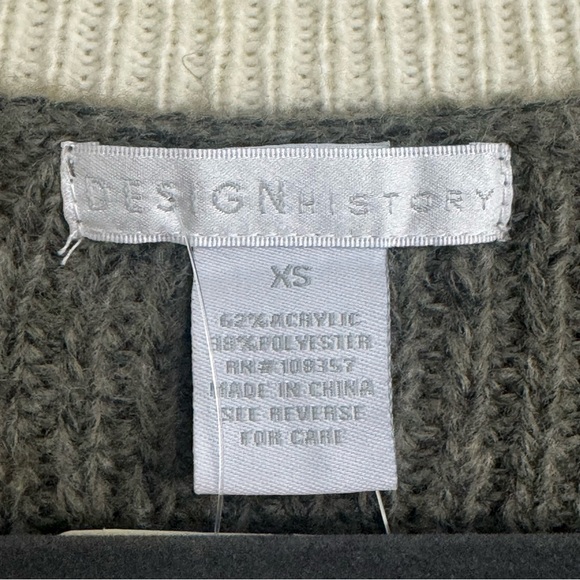 DESIGNHISTORY
XS
62% ACRYLIC
38% POLYESTER
RN# 109357
MADE IN CHINA
SEE REVERSE
FOR CARE